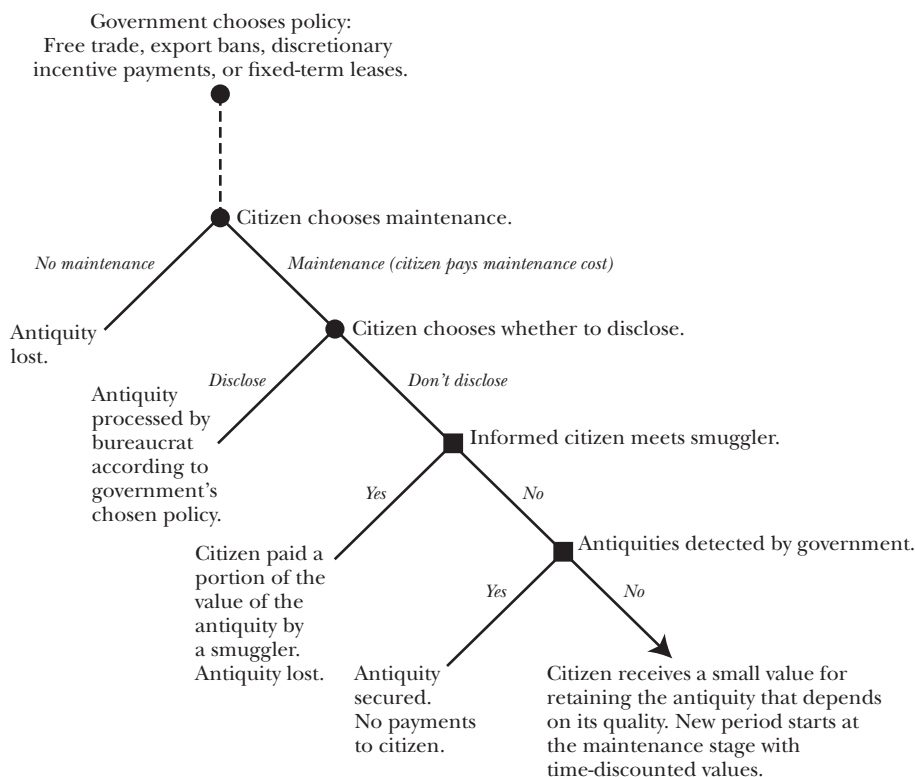 Government chooses policy:
Free trade, export bans, discretionary
incentive payments, or fixed-term leases.
Citizen chooses maintenance.
No maintenance
Maintenance (citizen pays maintenance cost)
Antiquity
lost.
Citizen chooses whether to disclose.
Disclose
Don’t disclose
Antiquity
processed by
bureaucrat
according to
government’s
chosen policy.
Informed citizen meets smuggler.
Yes
No
Citizen paid a
portion of the
value of the
antiquity by
a smuggler.
Antiquity lost.
Antiquities detected by government.
Yes
No
Antiquity
secured.
No payments
to citizen.
Citizen receives a small value for
retaining the antiquity that depends
on its quality. New period starts at
the maintenance stage with
time-discounted values.